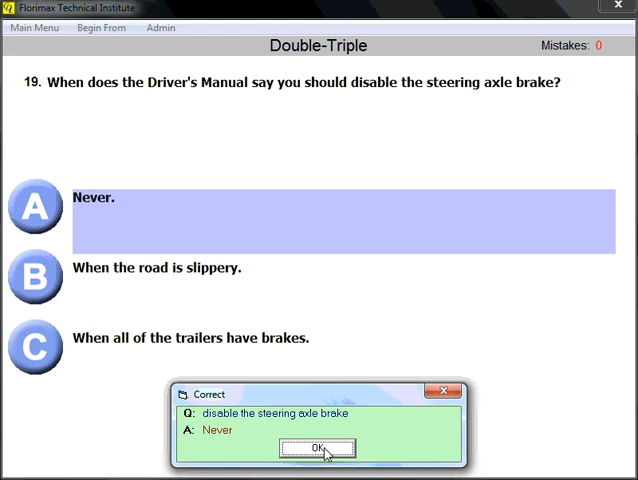 Florimax Technical Institute
Main Menu Begin From Admin
Double-Triple Mistakes: 0
19. When does the Driver's Manual say you should disable the steering axle brake?
A Never.
B When the road is slippery.
C When all of the trailers have brakes.
Correct
Q: disable the steering axle brake
A: Never
OK